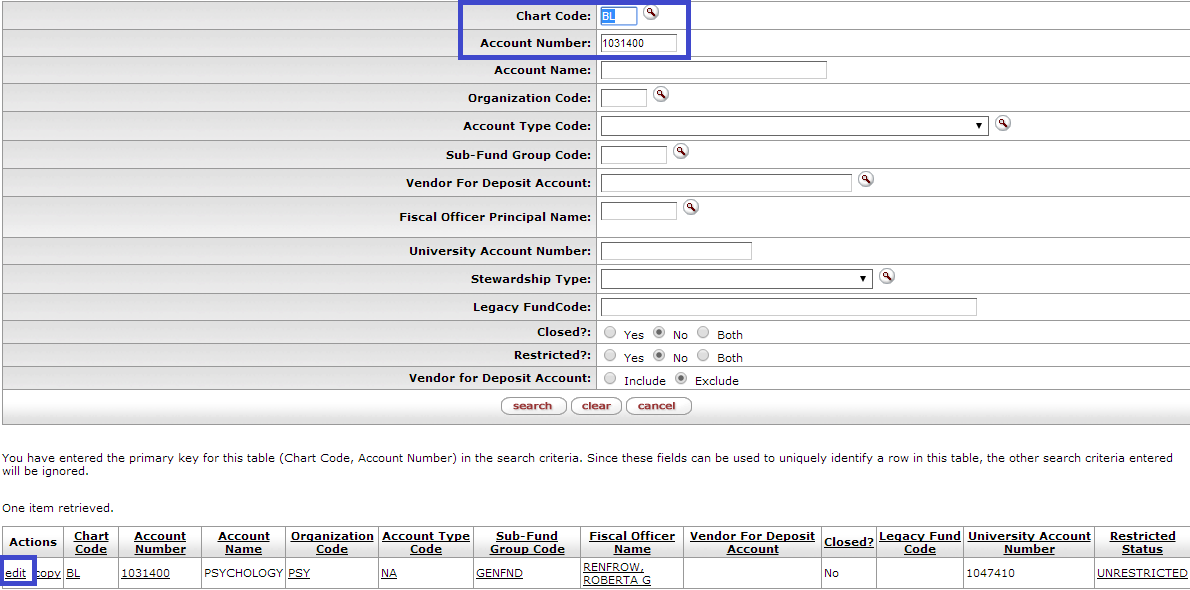 Chart Code: BL
Account Number: 1031400
Account Name:
Organization Code:
Account Type Code:
Sub-Fund Group Code:
Vendor For Deposit Account:
Fiscal Officer Principal Name:
University Account Number:
Stewardship Type:
Legacy FundCode:
Closed?: Yes No Both
Restricted?: Yes No Both
Vendor for Deposit Account: Include Exclude
search clear cancel
You have entered the primary key for this table (Chart Code, Account Number) in the search criteria. Since these fields can be used to uniquely identify a row in this table, the other search criteria entered
will be ignored.
One item retrieved.
Actions Chart Code Account Number Account Name Organization Code Account Type Code Sub-Fund Group Code Fiscal Officer Name Vendor For Deposit Account Closed? Legacy Fund Code University Account Number Restricted Status
edit copy BL 1031400 PSYCHOLOGY PSY NA GENFND RENFROW, ROBERTA G No 1047410 UNRESTRICTED